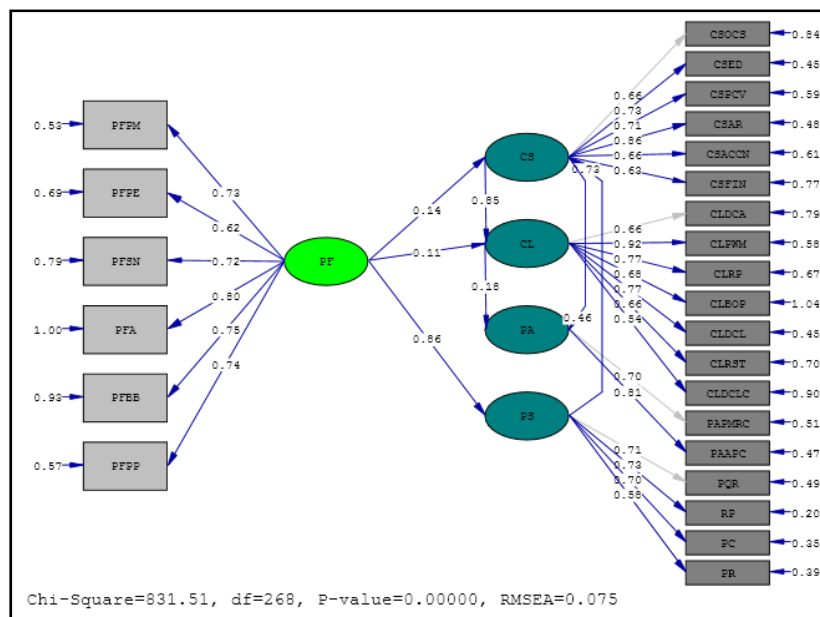 CSOCS 0.84
CSED 0.45
0.66
CSPCV 0.59
0.73
0.71
CSAR 0.48
0.53 PFPM
0.86
CSACCN 0.61
0.66
CS
0.73
0.63
CSFIN 0.77
0.69 PFPE
0.73
0.14
0.85
CLDCA 0.79
0.62
0.66
CL
0.92
CLPWM 0.58
0.79 PFSN
0.72
PF
0.11
0.77
CLRP 0.67
0.68
0.18
0.77
CLBOP 1.04
0.80
0.66
1.00 PFA
PA
0.46
0.54
CLDCL 0.45
0.75
0.86
CLRST 0.70
0.74
0.70
0.93 PFBB
0.81
CLDCLC 0.90
PS
PAPMRC 0.51
PAAPC 0.47
0.57 PFPP
0.71
0.73
PQR 0.49
0.70
0.58
RP 0.20
PC 0.35
PR 0.39
Chi-Square=831.51, df=268, P-value=0.00000, RMSEA=0.075